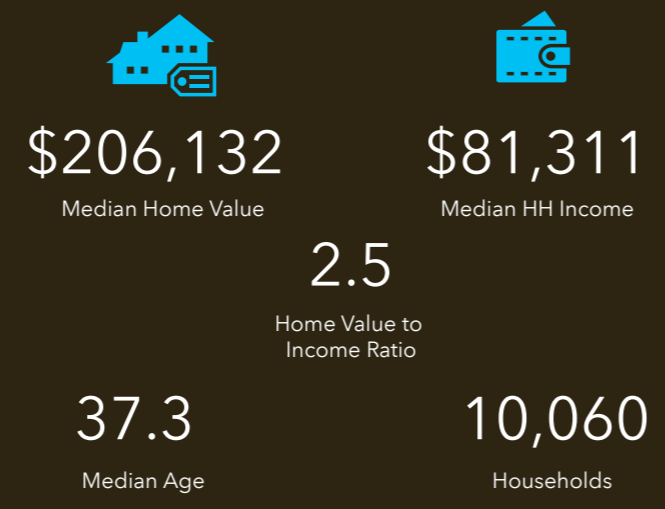 $206,132
$81,311
Median Home Value
Median HH Income
2.5
Home Value to
Income Ratio
37.3
10,060
Median Age
Households